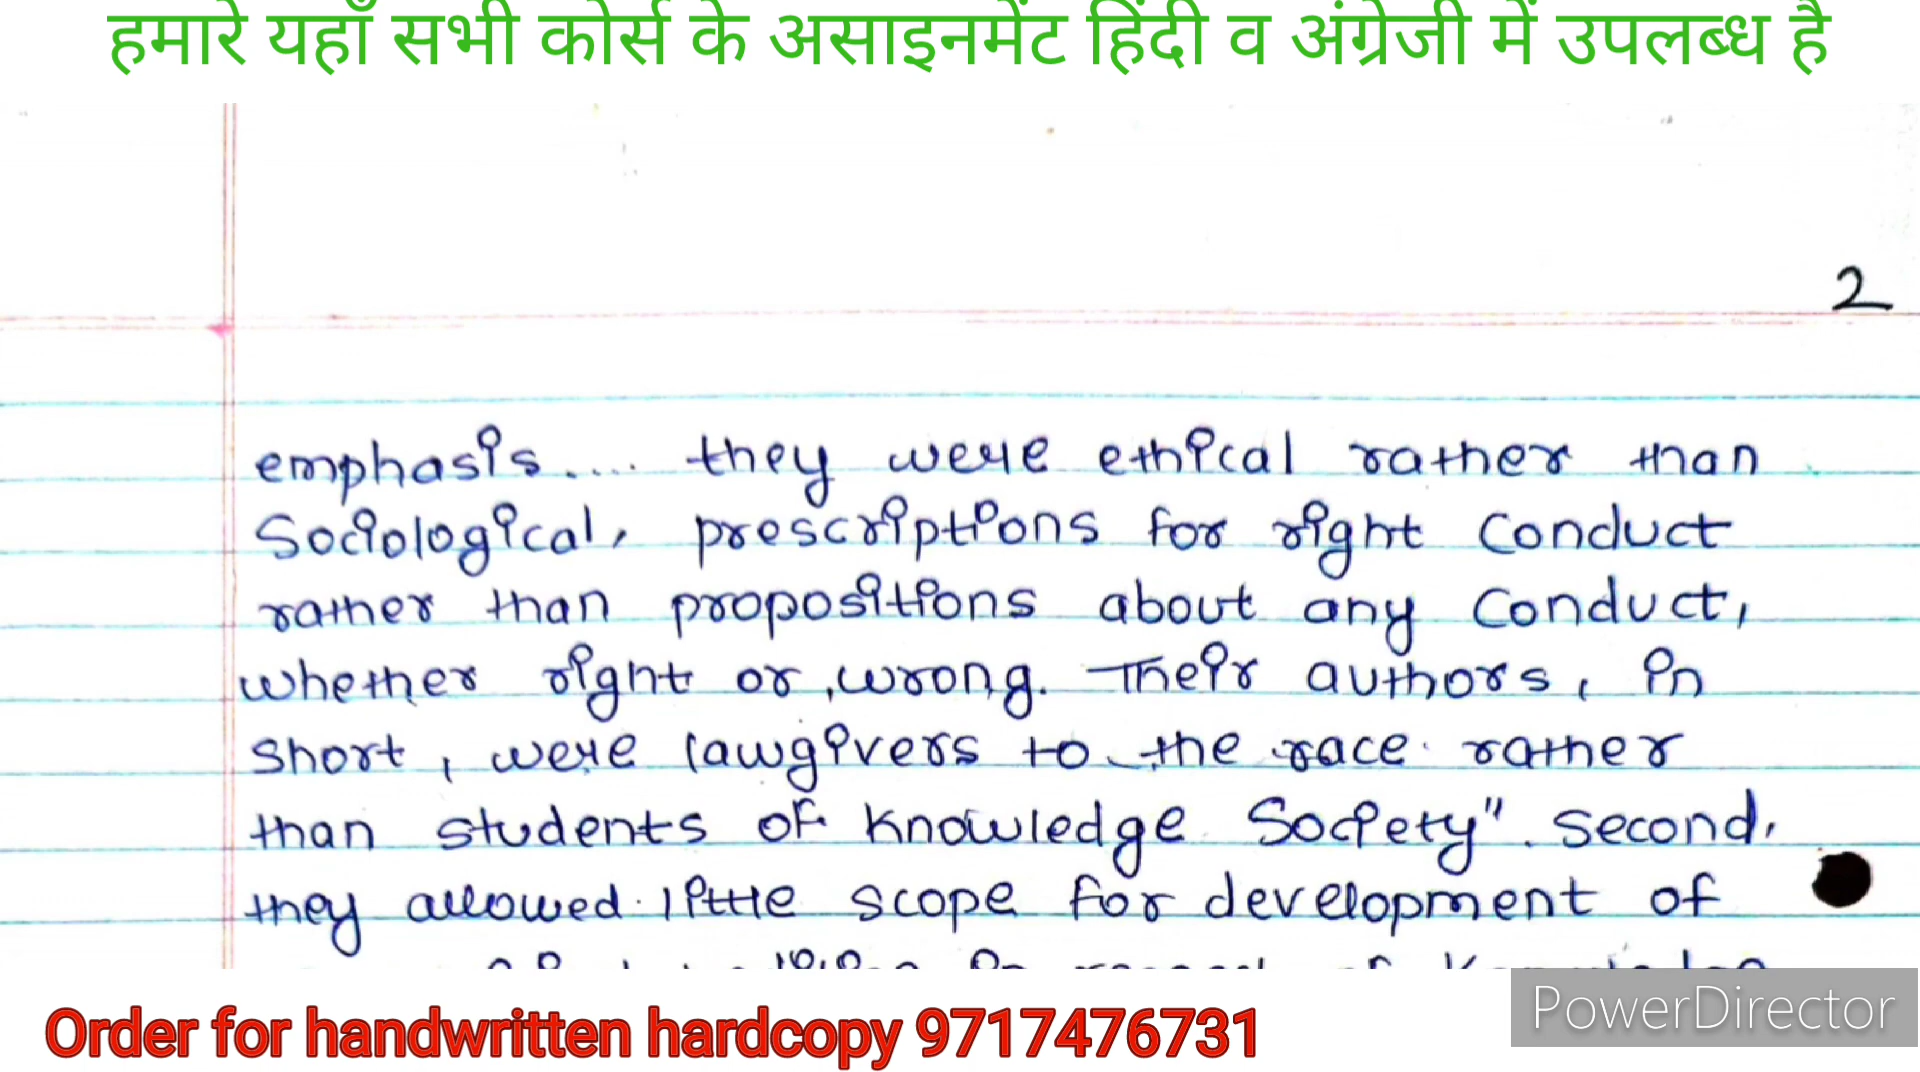 हमारे यहाँ सभी कोर्स के असाइनमेंट हिंदी व अंग्रेजी में उपलब्ध है
2
emphasis.... they were ethical rather than
Sociological, prescriptions for right Conduct
rather than propositions about any Conduct,
whether right or wrong. Their authors, in
short, were lawgivers to the race rather
than students of knowledge Society". Second,
they allowed little scope for development of
Order for handwritten hardcopy 9717476731
PowerDirector